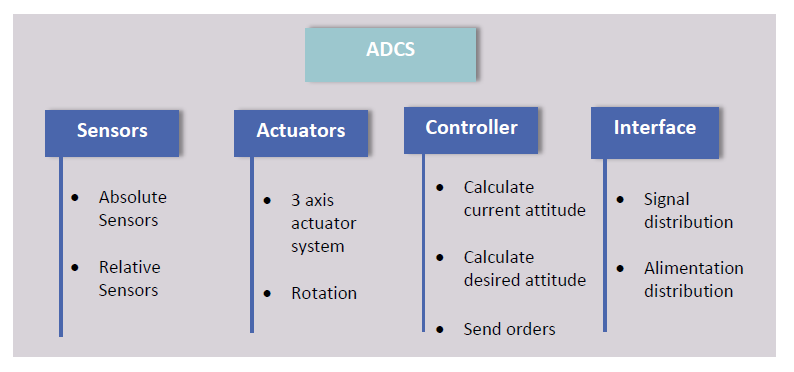 ADCS
Sensors
• Absolute
Sensors
• Relative
Sensors
Actuators
• 3 axis
actuator
system
• Rotation
Controller
• Calculate
current attitude
• Calculate
desired attitude
• Send orders
Interface
• Signal
distribution
• Alimentation
distribution